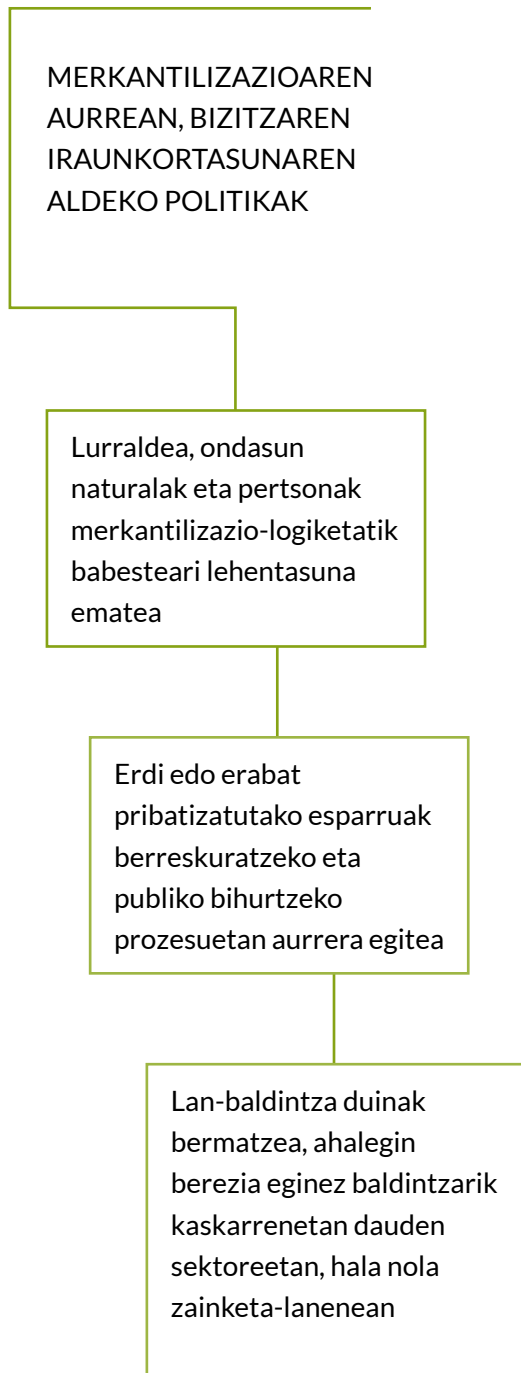 MERKANTILIZAZIOAREN
AURREAN, BIZITZAREN
IRAUNKORTASUNAREN
ALDEKO POLITIKAK
Lurraldea, ondasun
naturalak eta pertsonak
merkantilizazio-logiketatik
babesteari lehentasuna
ematea
Erdi edo erabat
pribatizatutako esparruak
berreskuratzeko eta
publiko bihurtzeko
prozesuetan aurrera egitea
Lan-baldintza duinak
bermatzea, ahalegin
berezia eginez baldintzarik
kaskarrenetan dauden
sektoreetan, hala nola
zainketa-lanenean